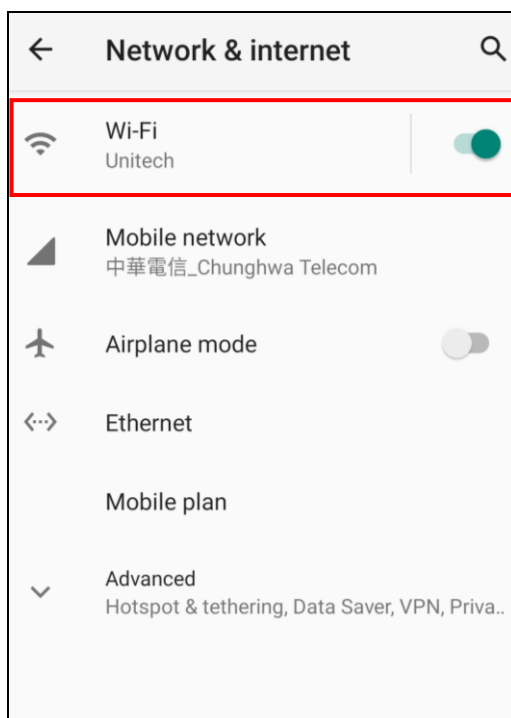 Network & internet
Wi-Fi
Unitech
Mobile network
中華電信_Chunghwa Telecom
Airplane mode
Ethernet
Mobile plan
Advanced
Hotspot & tethering, Data Saver, VPN, Priva..